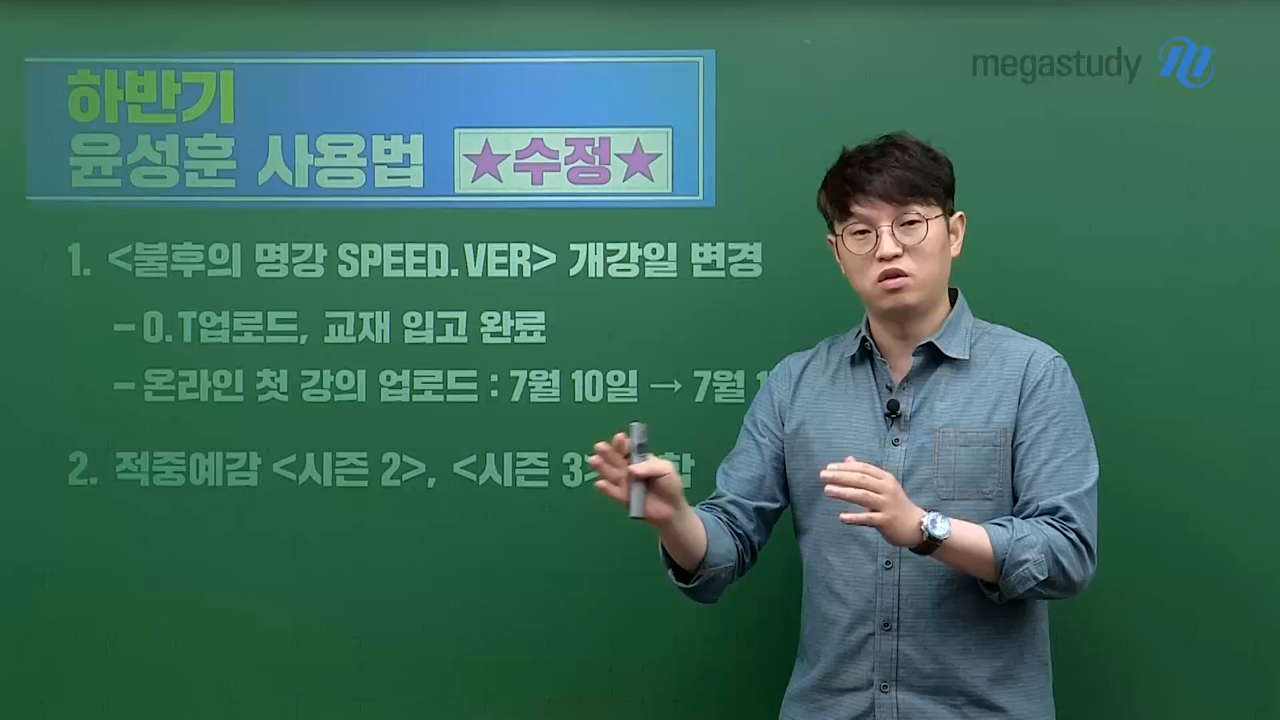 megastudy
하반기
윤성훈 사용법 ★수정★
1. <불후의 명강 SPEED.VER> 개강일 변경
- O.T업로드, 교재 입고 완료
- 온라인 첫 강의 업로드 : 7월 10일 → 7월
2. 적중예감 <시즌 2>, <시즌 3>